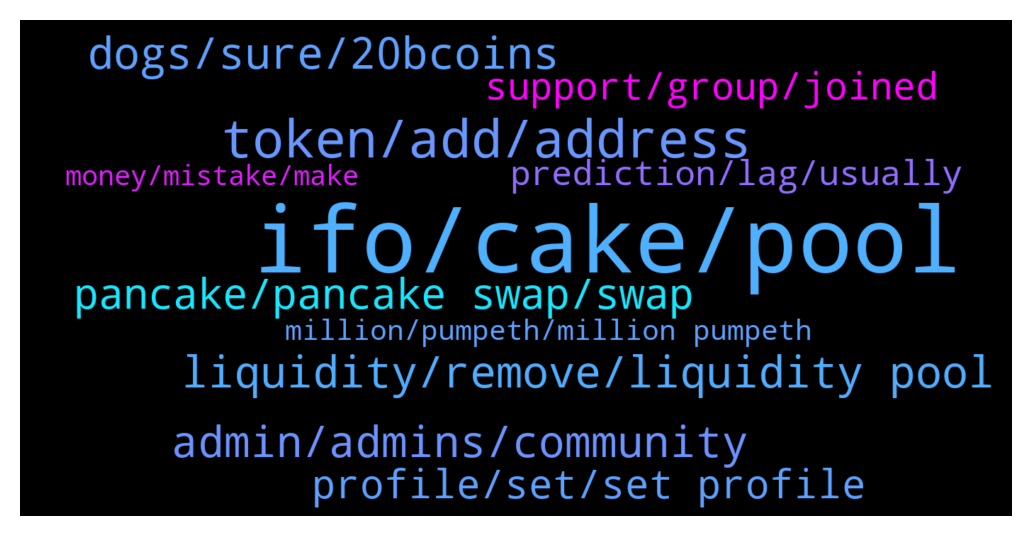 dogs/sure/20bcoins
support/group/joined
token/add/address
money/mistake/make
prediction/lag/usually
ifo/cake/pool
pancake/pancake swap/swap
million/pumpeth/million pumpeth
liquidity/remove/liquidity pool
admin/admins/community
profile/set/set profile